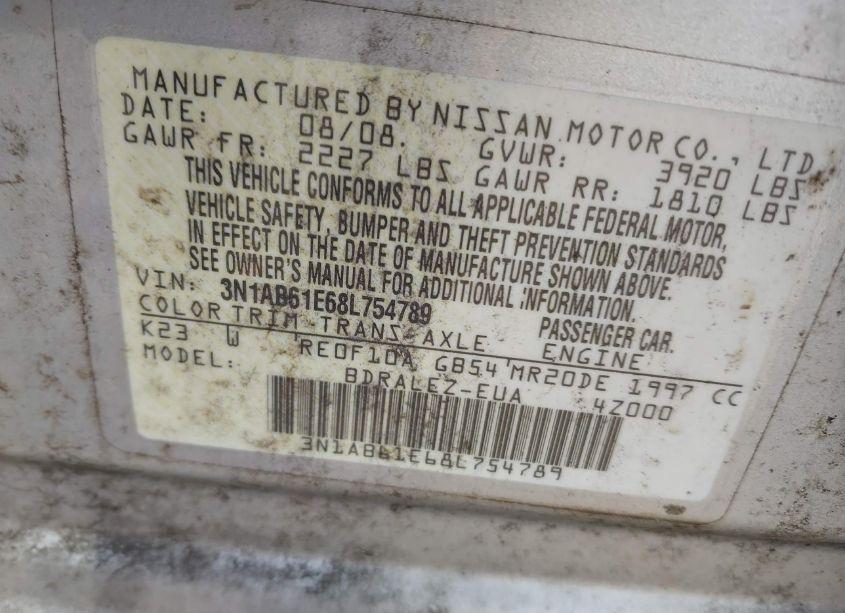 MANUFACTURED BY NISSAN MOTOR CO., LTD.
DATE: 08/08. GVWR: 3920 LBS
GAWR FR: 2227 LBS GAWR RR: 1810 LBS
THIS VEHICLE CONFORMS TO ALL APPLICABLE FEDERAL MOTOR,
VEHICLE SAFETY, BUMPER AND THEFT PREVENTION STANDARDS
IN EFFECT ON THE DATE OF MANUFACTURE SHOWN ABOVE.
SEE OWNER'S MANUAL FOR ADDITIONAL INFORMATION.
VIN: 3N1AB61E68L754789 PASSENGER CAR.
COLOR TRIM TRANS AXLE ENGINE
K23 W RE0F10A GB54 MR20DE 1997 CC
MODEL: BDRALEZ-EUA 4Z000
3N1AB61E68L754789